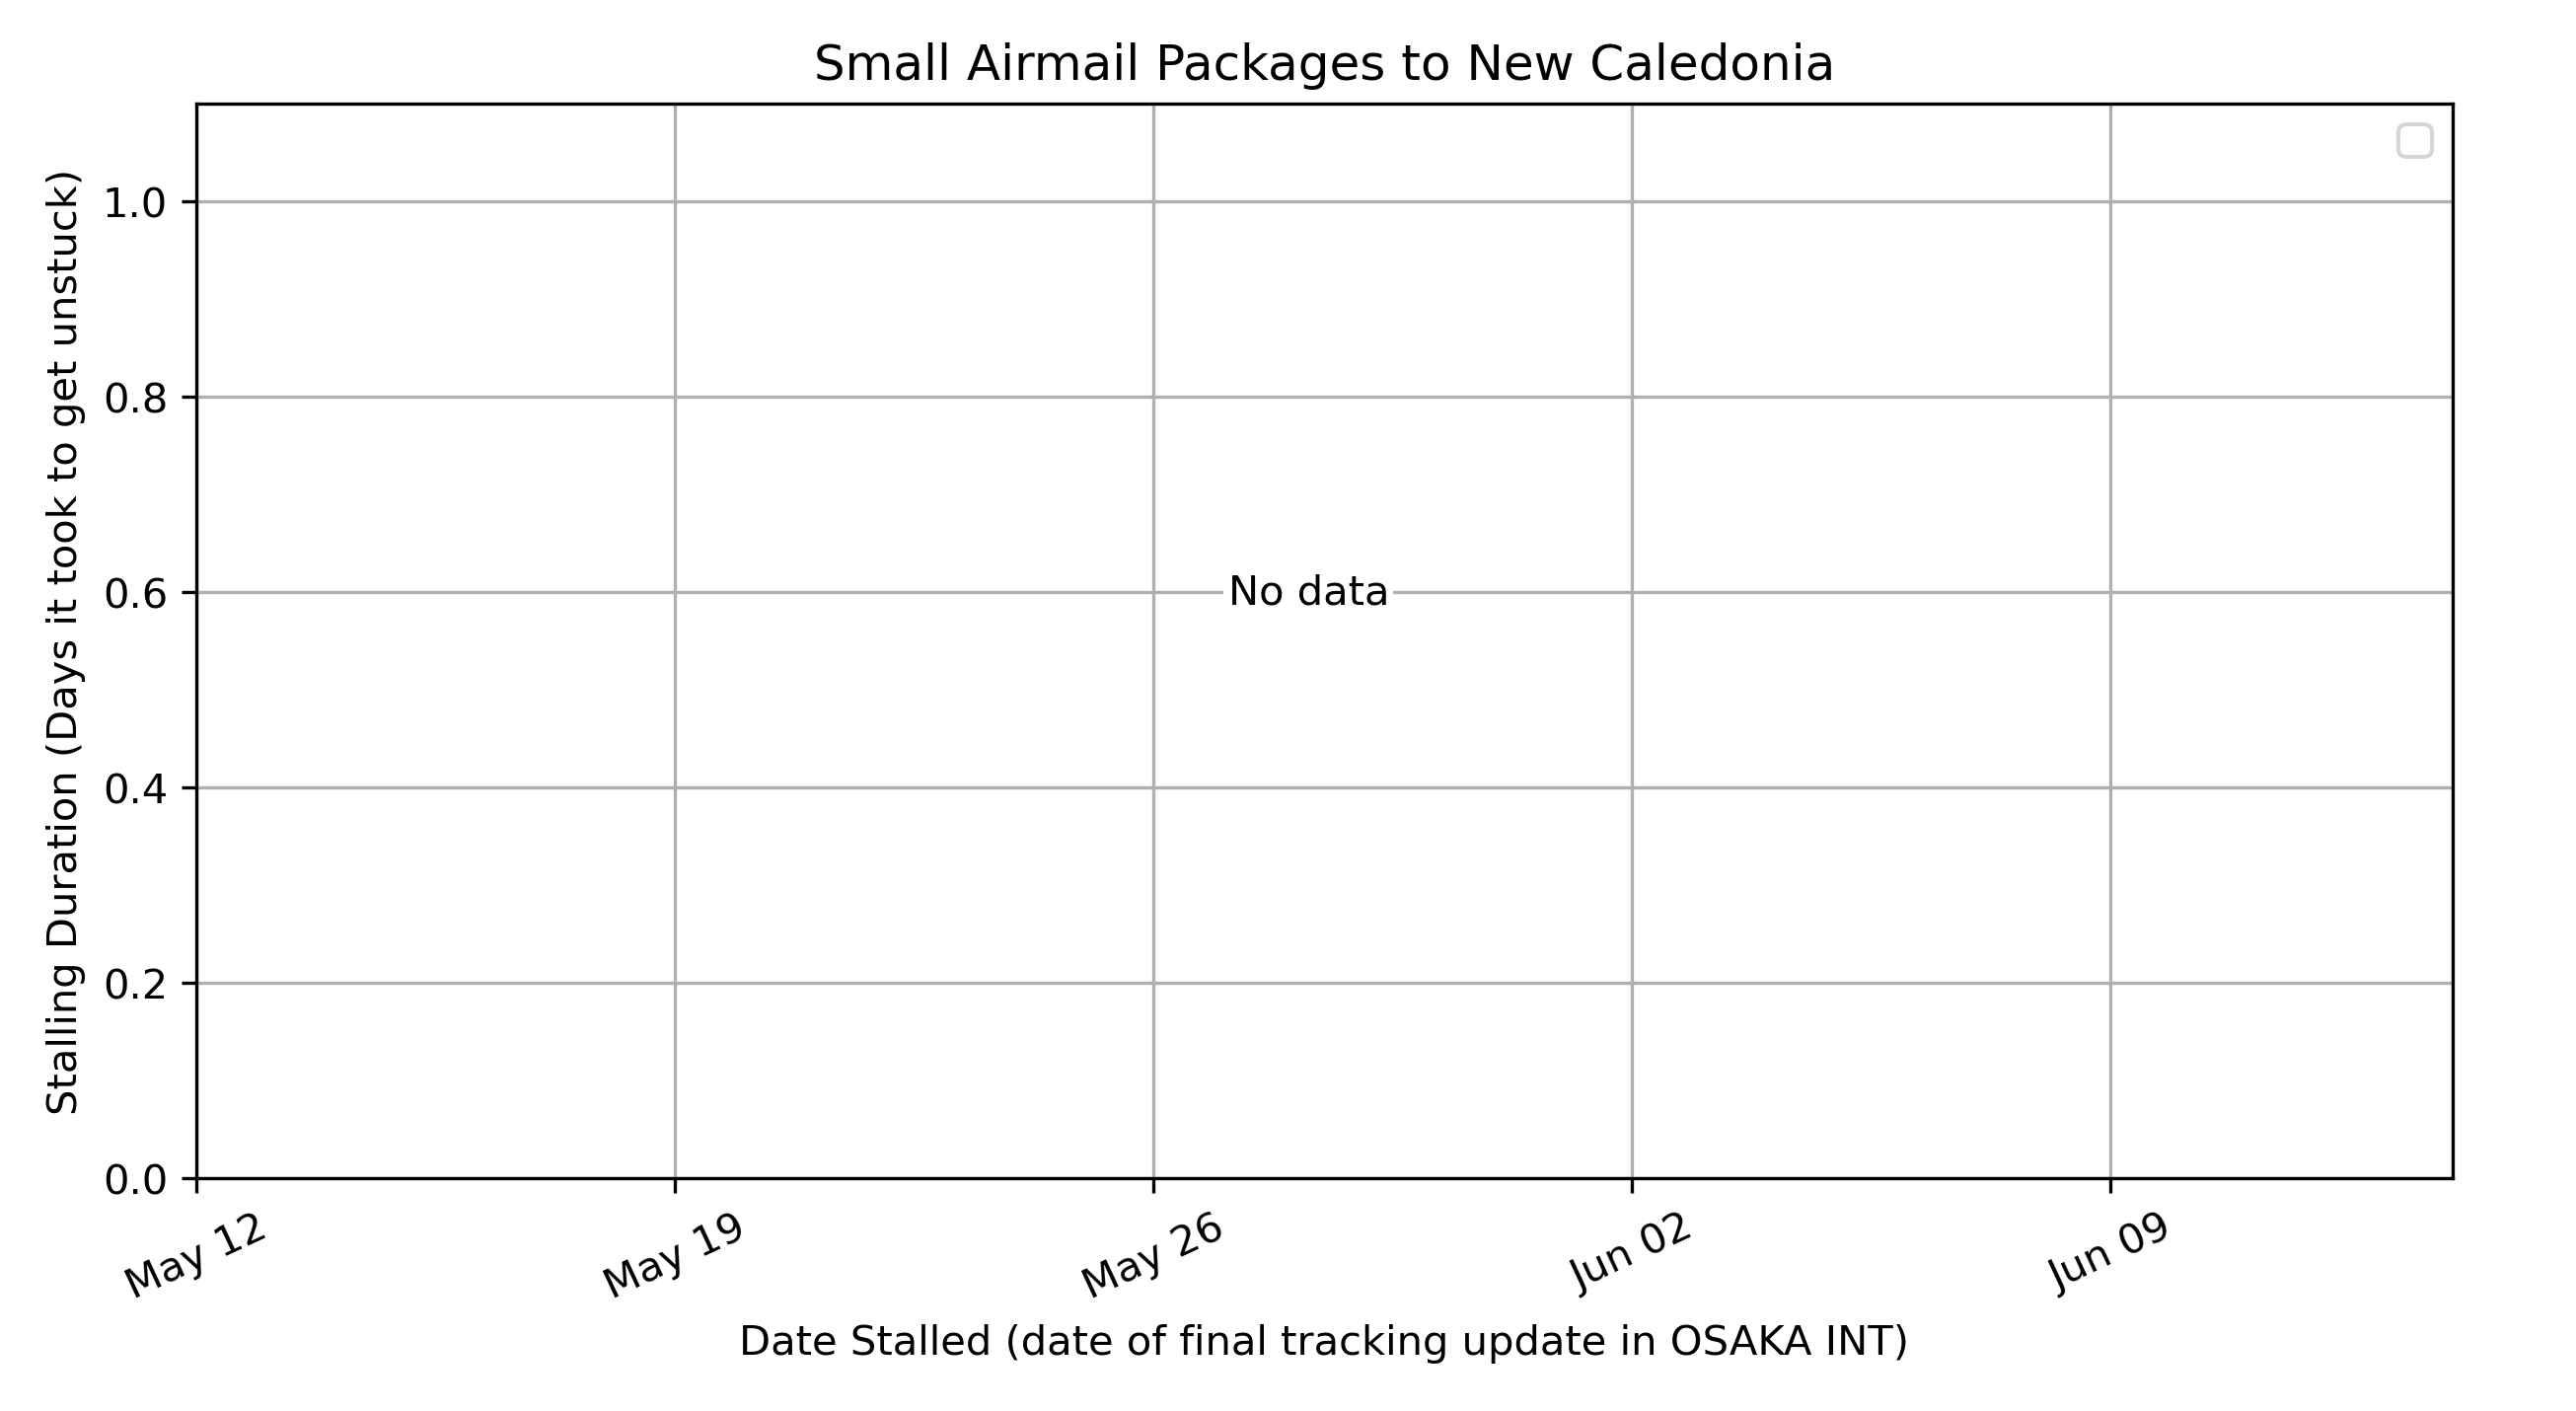 Small Airmail Packages to New Caledonia
Stalling Duration (Days it took to get unstuck)
1.0
0.8
0.6
0.4
0.2
0.0
No data
May 12
May 19
May 26
Jun 02
Jun 09
Date Stalled (date of final tracking update in OSAKA INT)